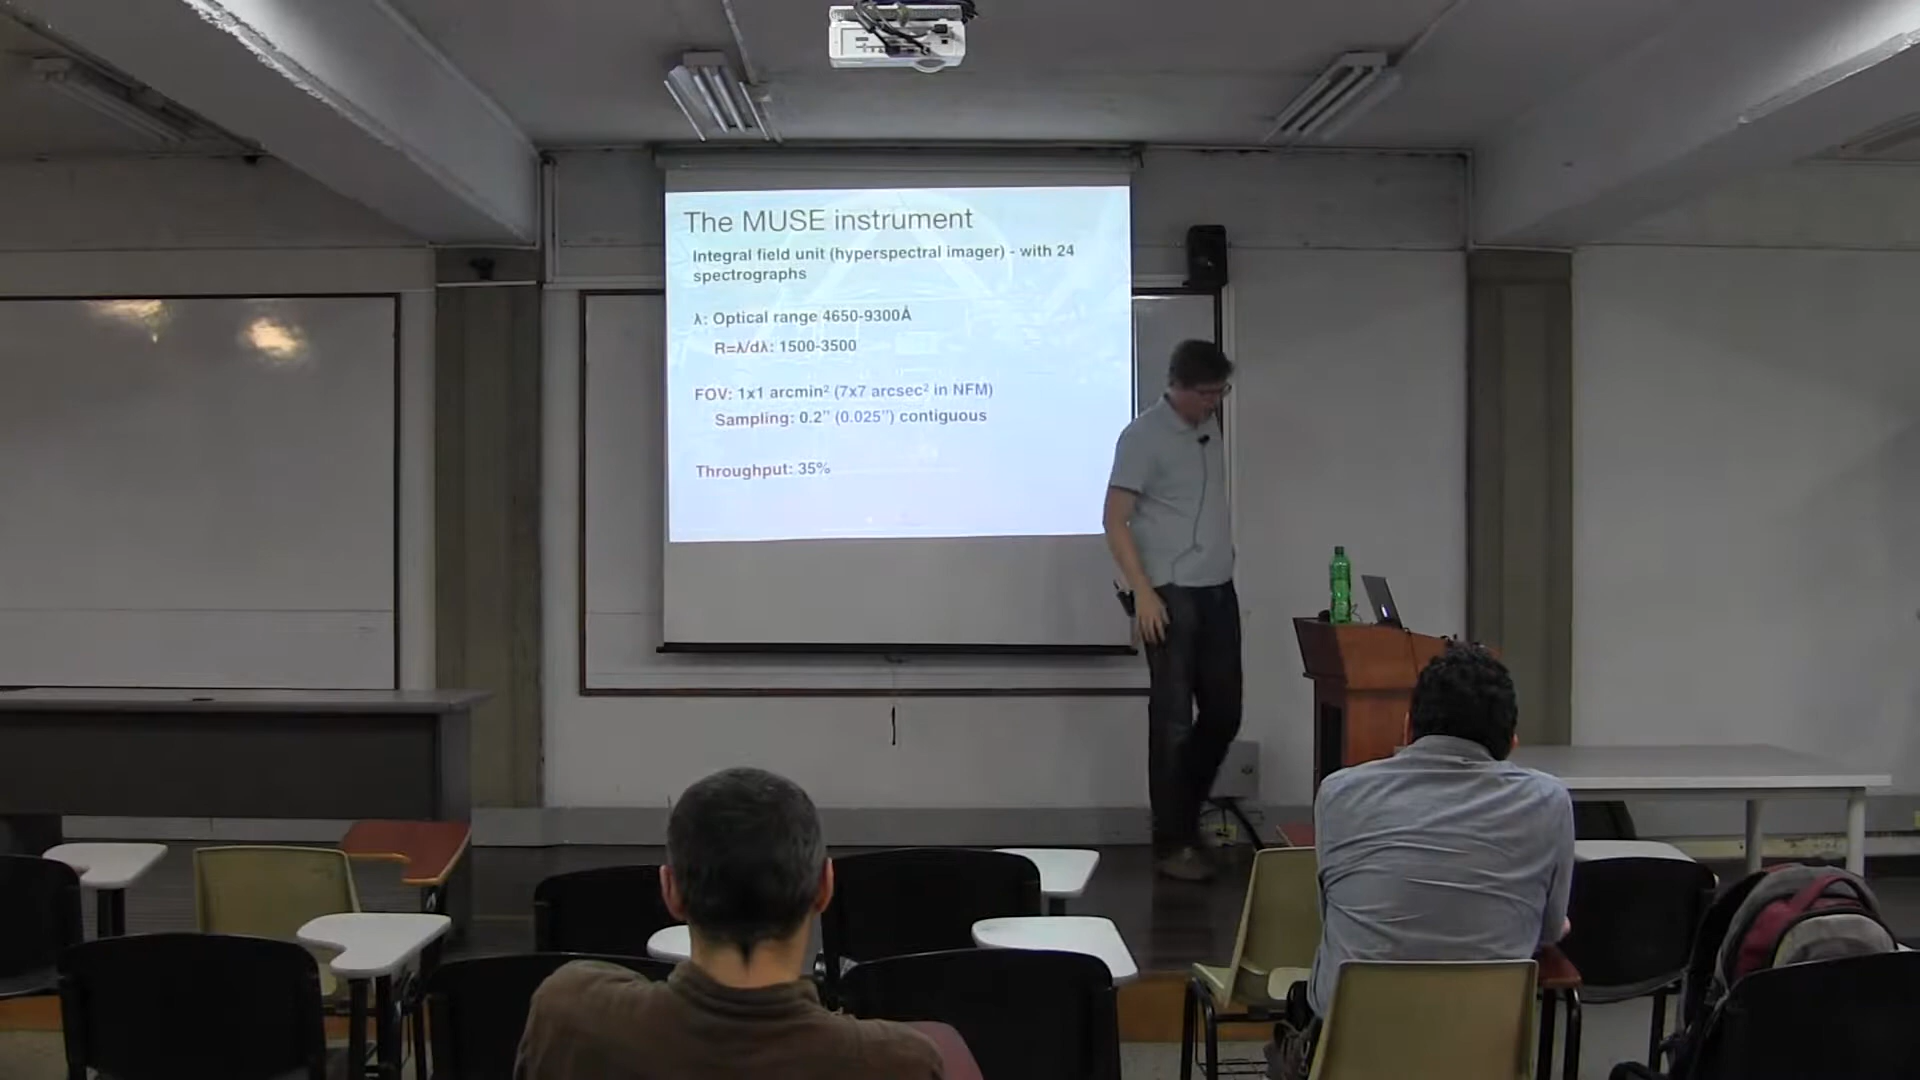 The MUSE instrument
Integral field unit (hyperspectral imager) - with 24
spectrographs
λ: Optical range 4650-9300Å
R=λ/dλ: 1500-3500
FOV: 1x1 arcmin² (7x7 arcsec² in NFM)
Sampling: 0.2” (0.025”) contiguous
Throughput: 35%